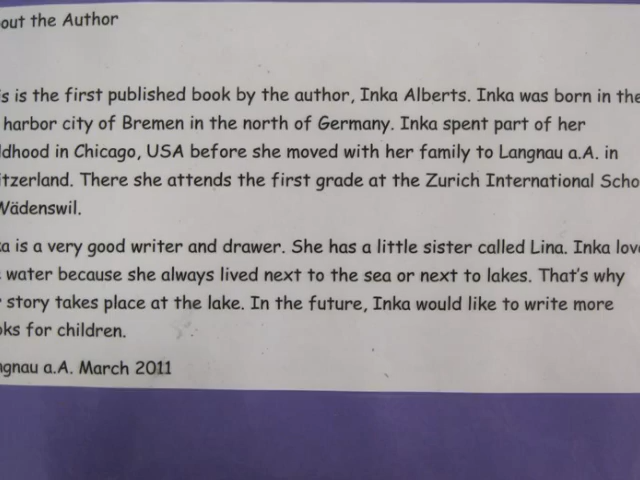 out the Author
is is the first published book by the author, Inka Alberts. Inka was born in the
harbor city of Bremen in the north of Germany. Inka spent part of her
ldhood in Chicago, USA before she moved with her family to Langnau a.A. in
itzerland. There she attends the first grade at the Zurich International Scho
Wädenswil.
a is a very good writer and drawer. She has a little sister called Lina. Inka lov
water because she always lived next to the sea or next to lakes. That's why
story takes place at the lake. In the future, Inka would like to write more
oks for children.
ngnau a.A. March 2011